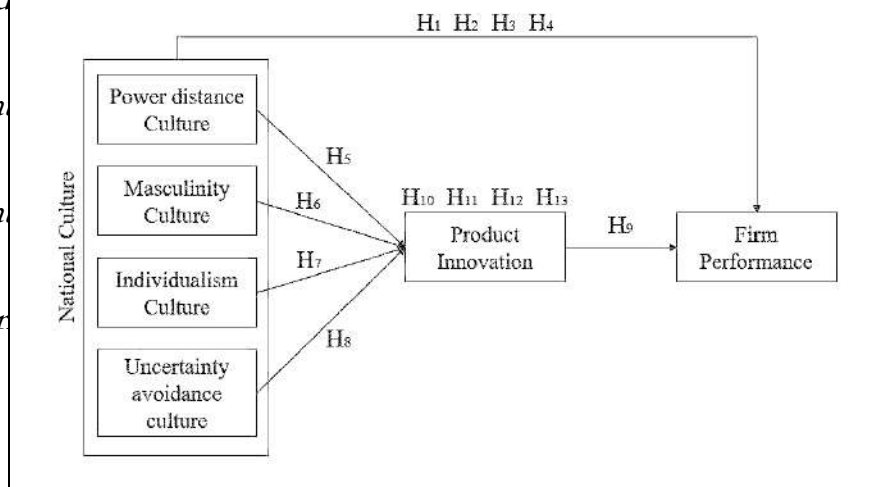 H1 H2 H3 H4
Power distance
Culture
Masculinity
Culture
Individualism
Culture
Uncertainty
avoidance
culture
National Culture
H5
H6
H7
H8
H10 H11 H12 H13
Product
Innovation
H9
Firm
Performance